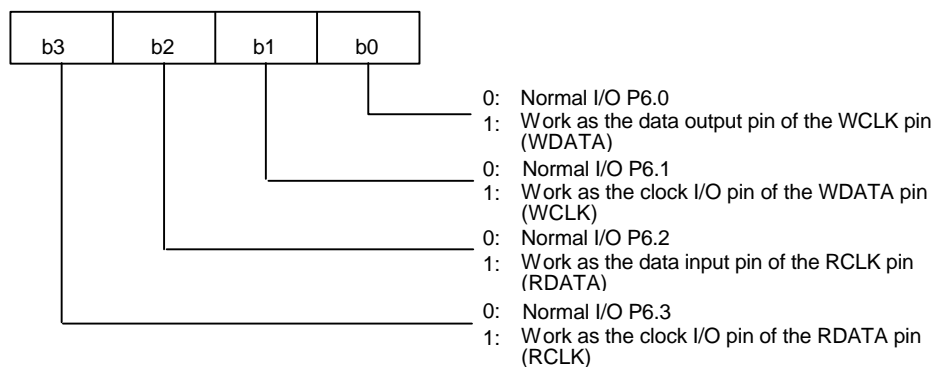 b3 b2 b1 b0
0: Normal I/O P6.0
1: Work as the data output pin of the WCLK pin
(WDATA)
0: Normal I/O P6.1
1: Work as the clock I/O pin of the WDATA pin
(WCLK)
0: Normal I/O P6.2
1: Work as the data input pin of the RCLK pin
(RDATA)
0: Normal I/O P6.3
1: Work as the clock I/O pin of the RDATA pin
(RCLK)